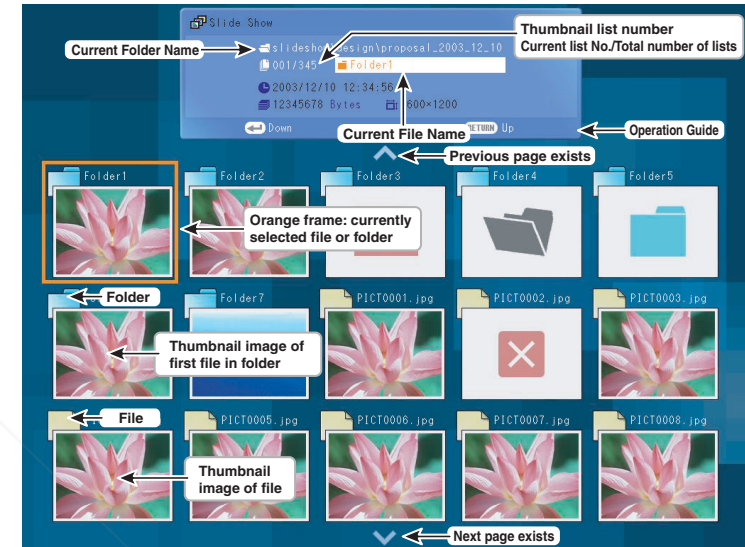 Slide Show
Thumbnail list number
Current list No./Total number of lists
Current Folder Name
slidesho design\proposal_2003_12_10
001/345 Folder1
2003/12/10 12:34:56
12345678 Bytes 600×1200
Current File Name
Down
RETURN Up
Operation Guide
Previous page exists
Folder1 Folder2 Folder3 Folder4 Folder5
Orange frame: currently
selected file or folder
Folder
Folder7 PICT0001.jpg PICT0002.jpg PICT0003.jpg
Thumbnail image of
first file in folder
File
PICT0005.jpg PICT0006.jpg PICT0007.jpg PICT0008.jpg
Thumbnail
image of file
Next page exists